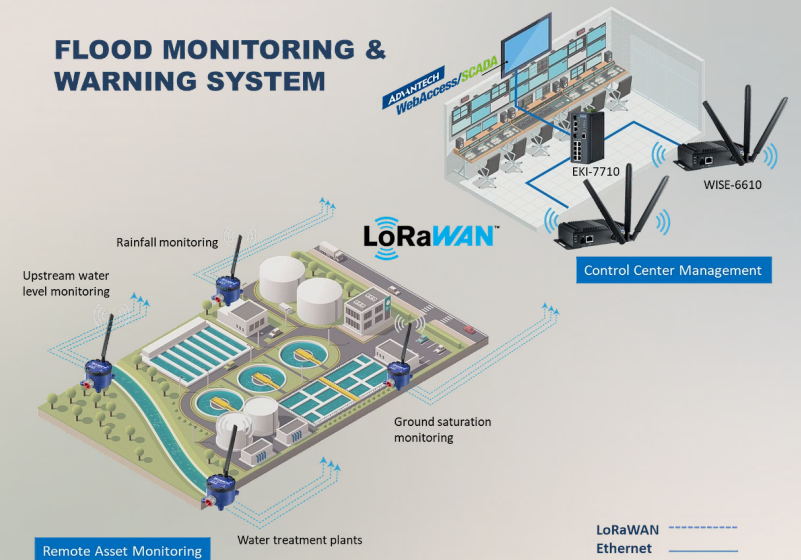 FLOOD MONITORING &
WARNING SYSTEM
ADVANTECH
WebAccess/SCADA
EKI-7710
WISE-6610
LoRaWAN™
Control Center Management
Rainfall monitoring
Upstream water
level monitoring
Ground saturation
monitoring
Water treatment plants
Remote Asset Monitoring
LoRaWAN
Ethernet